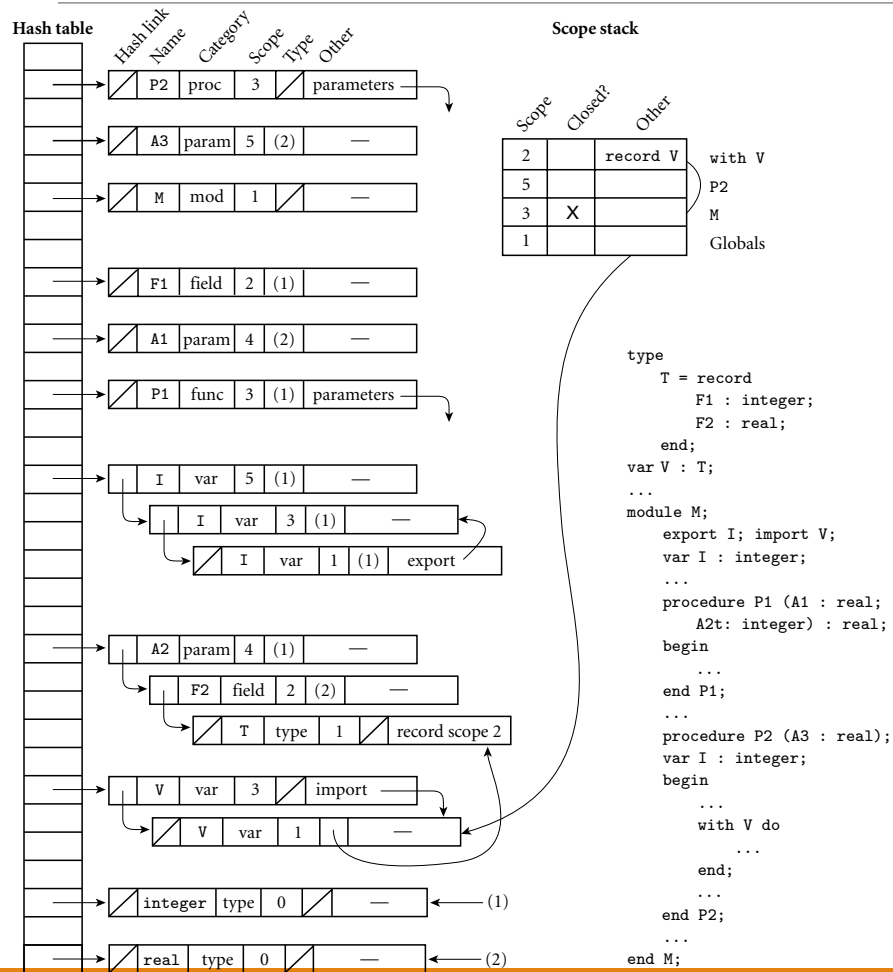 Hash table
Hash link
Name
Category
Scope
Type
Other
P2 proc 3 parameters
A3 param 5 (2) —
M mod 1 —
F1 field 2 (1) —
A1 param 4 (2) —
P1 func 3 (1) parameters
I var 5 (1) —
I var 3 (1) —
I var 1 (1) export
A2 param 4 (1) —
F2 field 2 (2) —
T type 1 record scope 2
V var 3 import
V var 1 —
integer type 0 — (1)
real type 0 — (2)
Scope stack
Scope
Closed?
Other
2 record V with V
5 P2
3 X M
1 Globals
type
T = record
F1 : integer;
F2 : real;
end;
var V : T;
...
module M;
export I; import V;
var I : integer;
...
procedure P1 (A1 : real;
A2t: integer) : real;
begin
...
end P1;
...
procedure P2 (A3 : real);
var I : integer;
begin
...
with V do
...
end;
...
end P2;
...
end M;